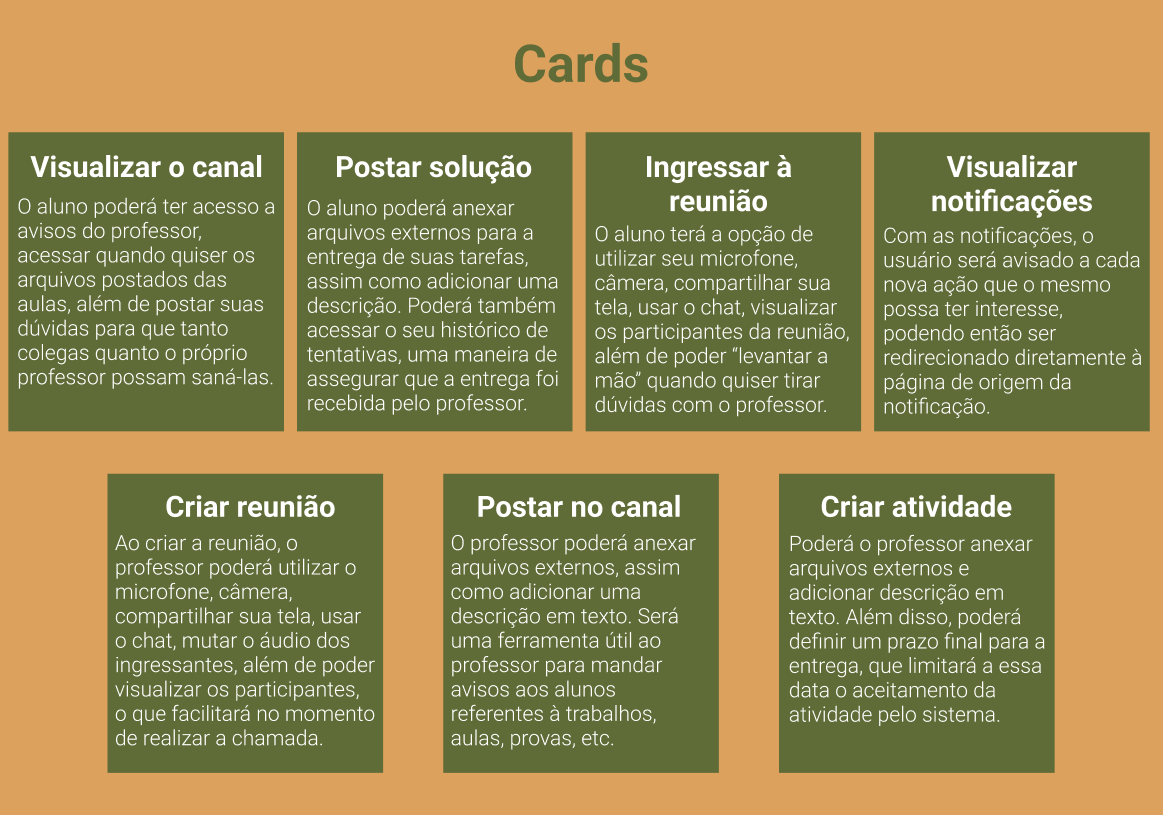 Cards
Visualizar o canal
O aluno poderá ter acesso a
avisos do professor,
acessar quando quiser os
arquivos postados das
aulas, além de postar suas
dúvidas para que tanto
colegas quanto o próprio
professor possam saná-las.
Postar solução
O aluno poderá anexar
arquivos externos para a
entrega de suas tarefas,
assim como adicionar uma
descrição. Poderá também
acessar o seu histórico de
tentativas, uma maneira de
assegurar que a entrega foi
recebida pelo professor.
Ingressar à
reunião
O aluno terá a opção de
utilizar seu microfone,
câmera, compartilhar sua
tela, usar o chat, visualizar
os participantes da reunião,
além de poder “levantar a
mão” quando quiser tirar
dúvidas com o professor.
Visualizar
notificações
Com as notificações, o
usuário será avisado a cada
nova ação que o mesmo
possa ter interesse,
podendo então ser
redirecionado diretamente à
página de origem da
notificação.
Criar reunião
Ao criar a reunião, o
professor poderá utilizar o
microfone, câmera,
compartilhar sua tela, usar
o chat, mutar o áudio dos
ingressantes, além de poder
visualizar os participantes,
o que facilitará no momento
de realizar a chamada.
Postar no canal
O professor poderá anexar
arquivos externos, assim
como adicionar uma
descrição em texto. Será
uma ferramenta útil ao
professor para mandar
avisos aos alunos
referentes à trabalhos,
aulas, provas, etc.
Criar atividade
Poderá o professor anexar
arquivos externos e
adicionar descrição em
texto. Além disso, poderá
definir um prazo final para a
entrega, que limitará a essa
data o aceitamento da
atividade pelo sistema.